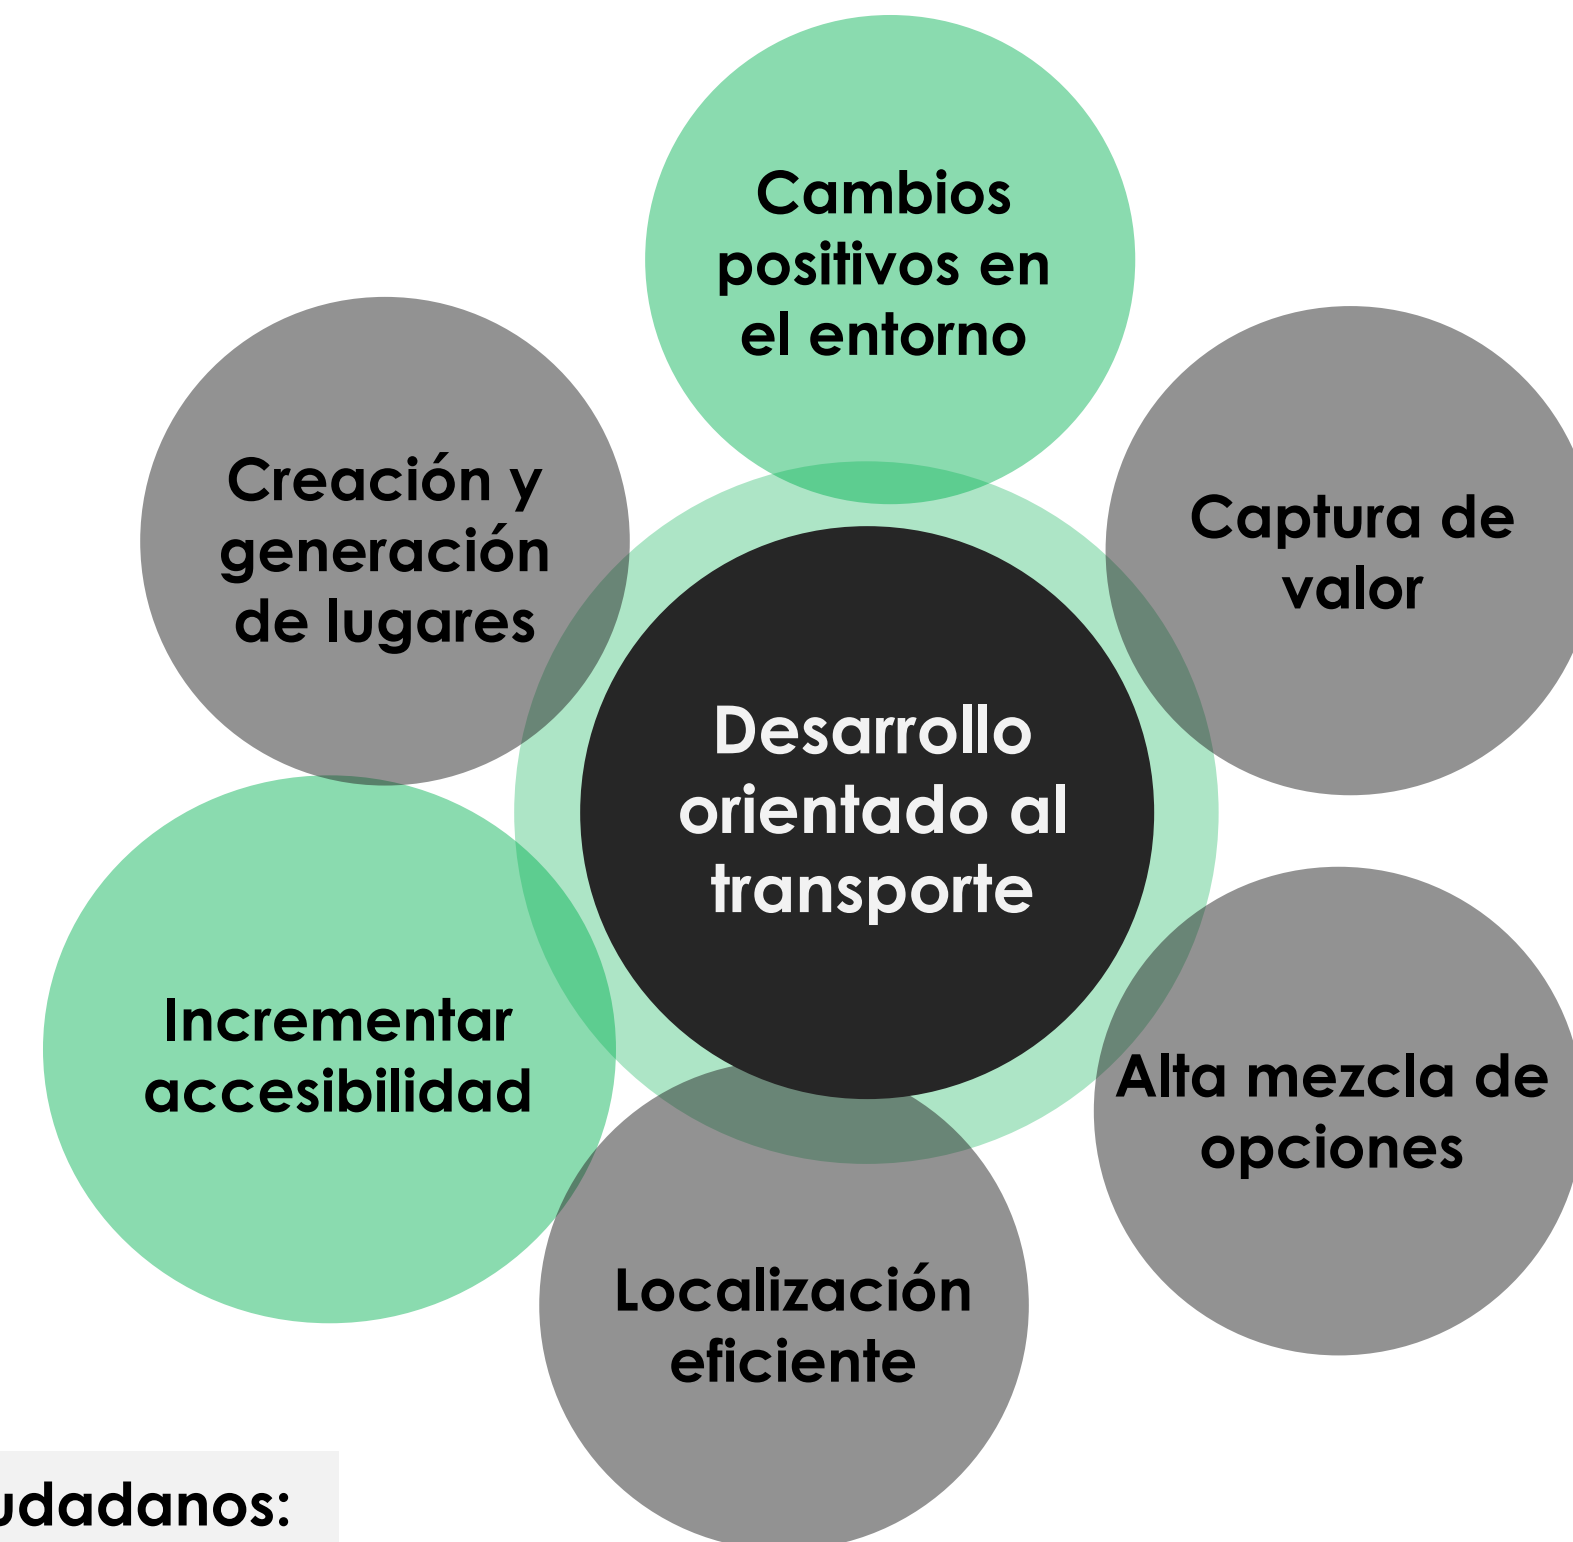 Cambios
positivos en
el entorno
Creación y
generación
de lugares
Captura de
valor
Desarrollo
orientado al
transporte
Incrementar
accesibilidad
Alta mezcla de
opciones
Localización
eficiente
udadanos: